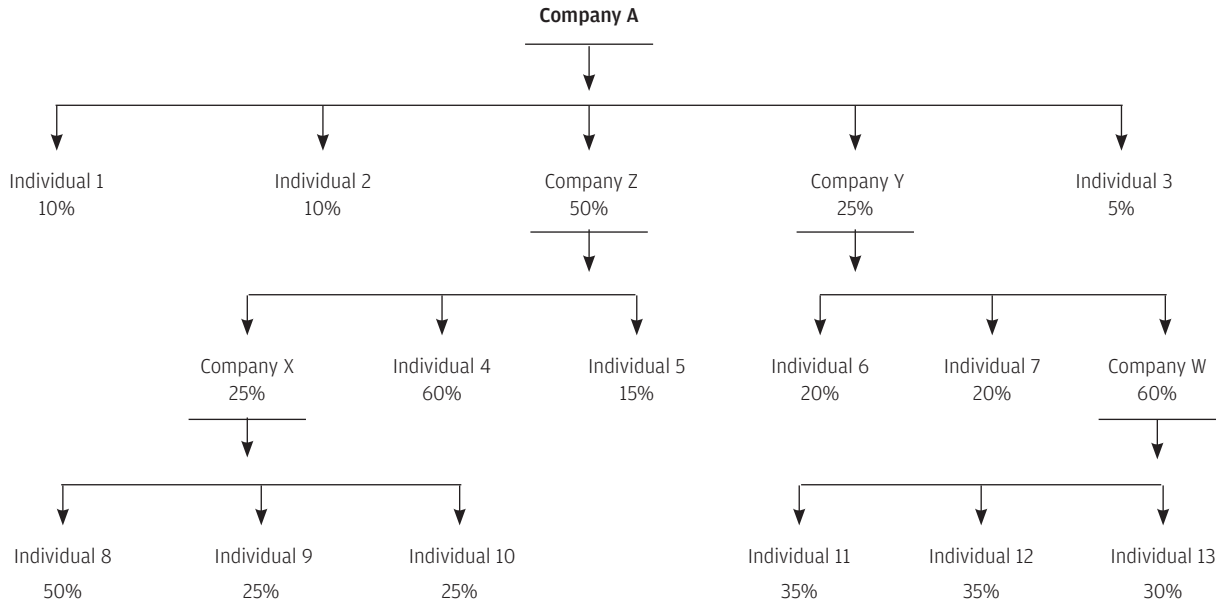 Company A
Individual 1
10%
Individual 2
10%
Company Z
50%
Company Y
25%
Individual 3
5%
Company X
25%
Individual 4
60%
Individual 5
15%
Individual 6
20%
Individual 7
20%
Company W
60%
Individual 8
50%
Individual 9
25%
Individual 10
25%
Individual 11
35%
Individual 12
35%
Individual 13
30%